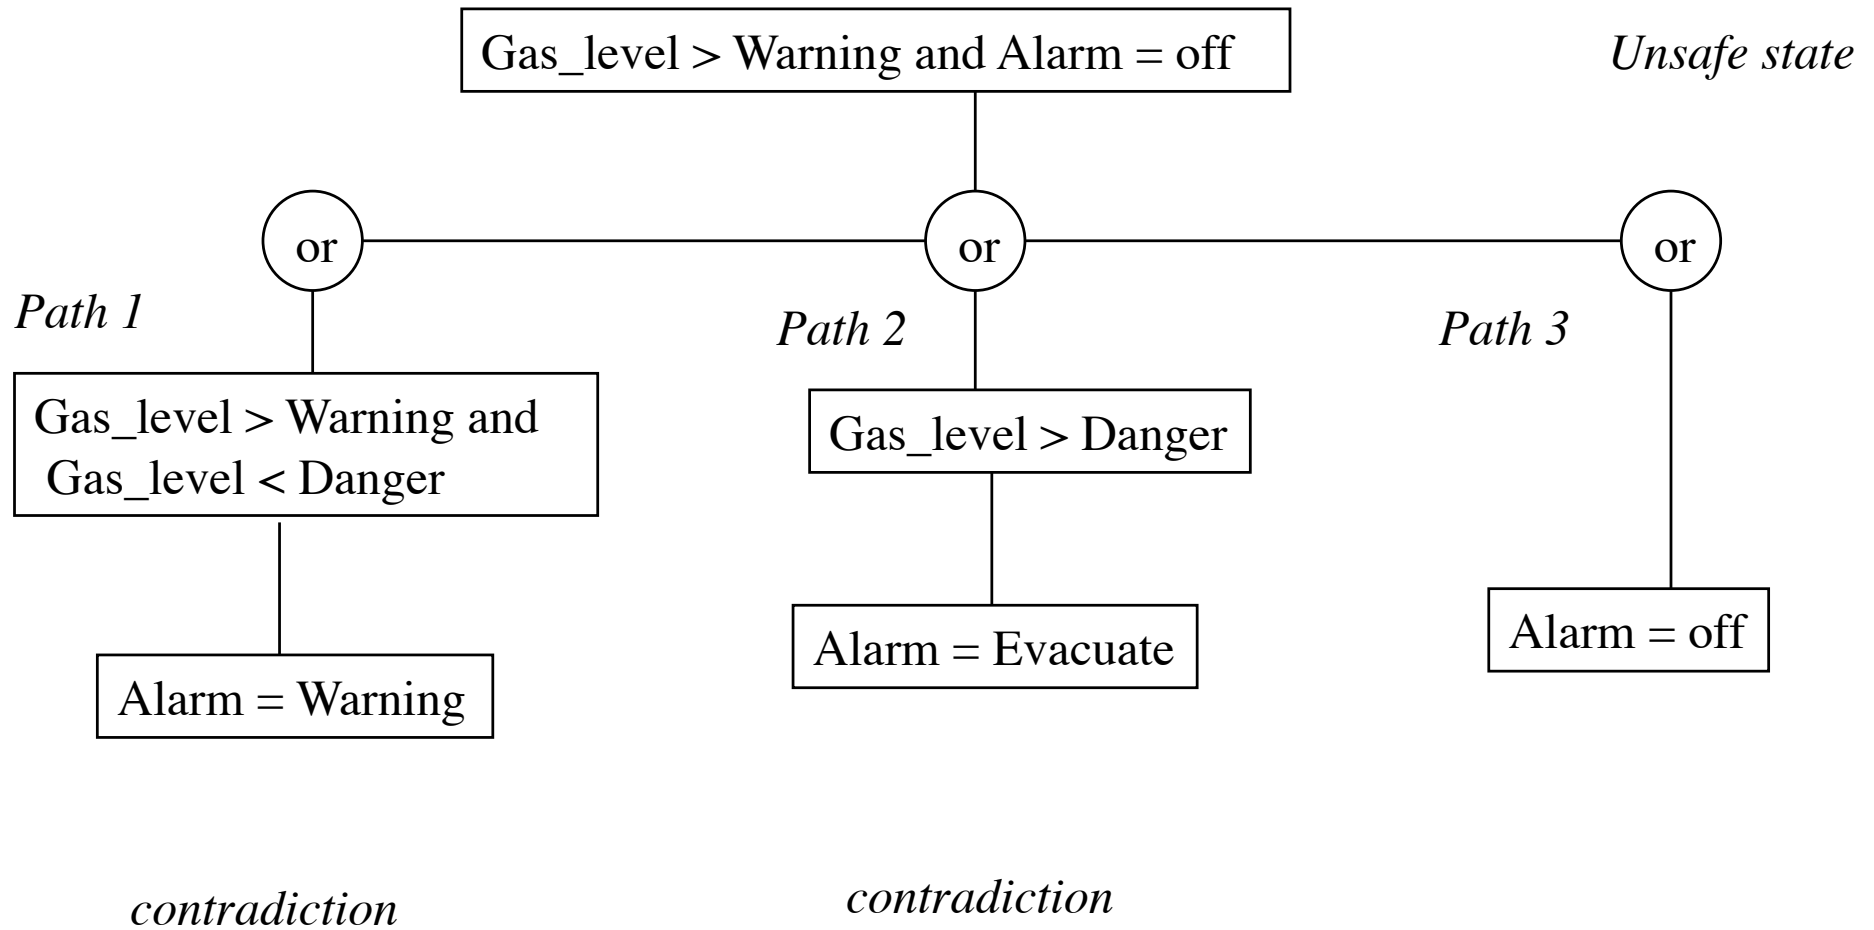 Gas_level > Warning and Alarm = off
Unsafe state
or
or
or
Path 1
Path 2
Path 3
Gas_level > Warning and
Gas_level < Danger
Gas_level > Danger
Alarm = Warning
Alarm = Evacuate
Alarm = off
contradiction
contradiction